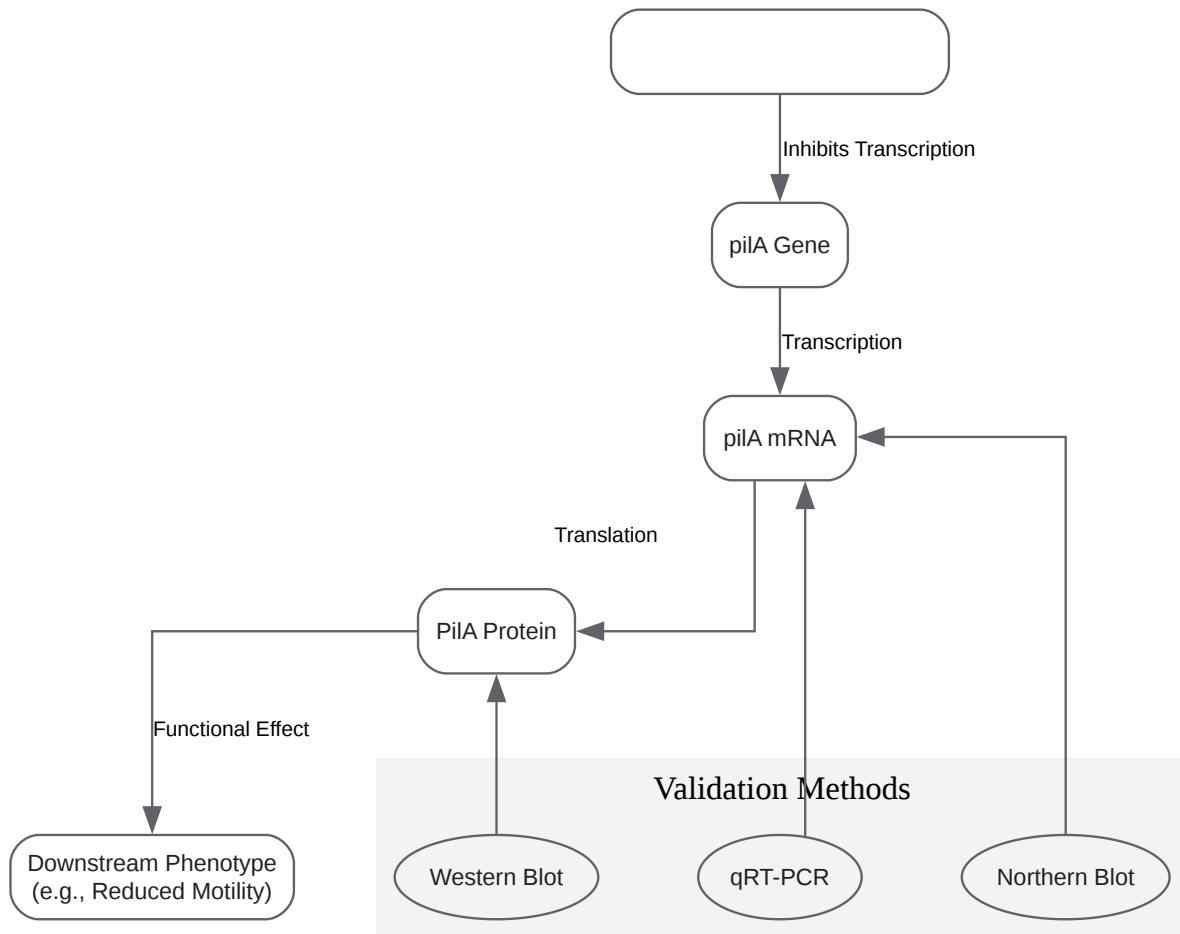 Inhibits Transcription
pilA Gene
Transcription
pilA mRNA
Translation
PilA Protein
Functional Effect
Validation Methods
Downstream Phenotype
(e.g., Reduced Motility)
Western Blot
qRT-PCR
Northern Blot